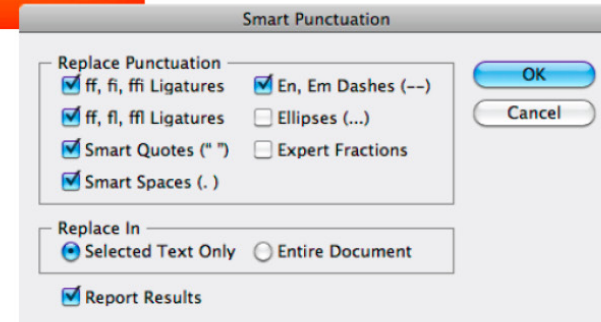 Smart Punctuation
Replace Punctuation
ff, fi, ffi Ligatures
En, Em Dashes (--)
OK
ff, fl, ffl Ligatures
Ellipses (...)
Cancel
Smart Quotes (“ ”)
Expert Fractions
Smart Spaces (. )
Replace In
Selected Text Only
Entire Document
Report Results